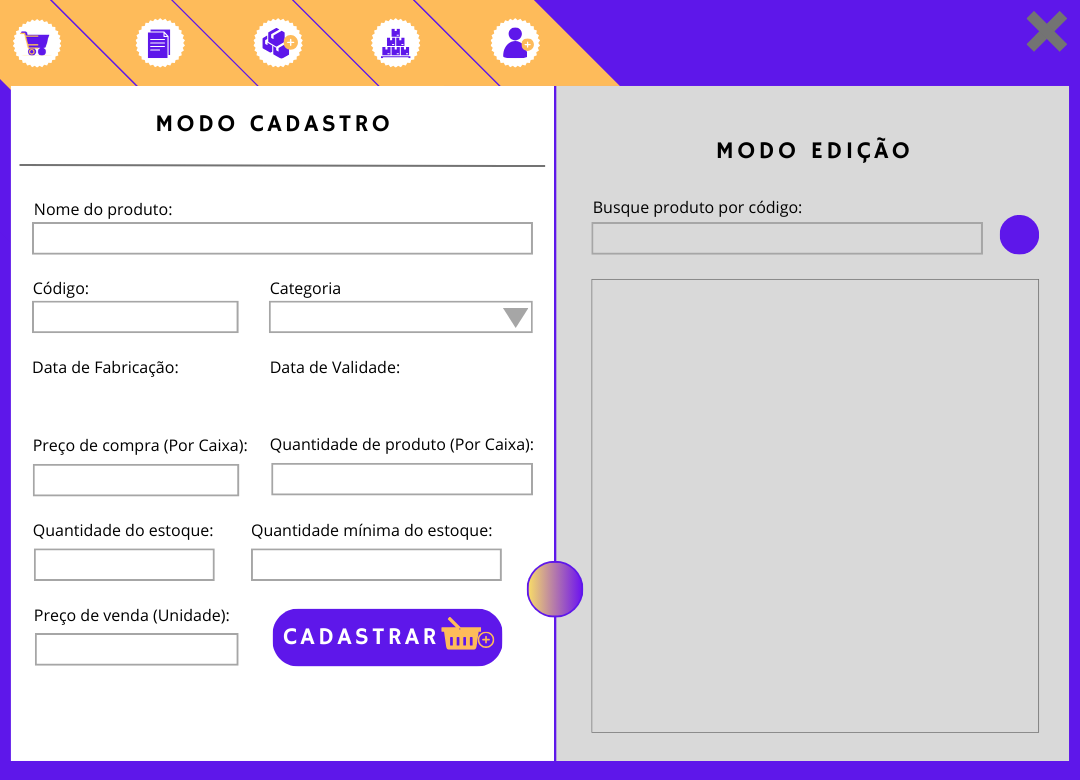 MODO CADASTRO
Nome do produto:
Código:
Categoria
Data de Fabricação:
Data de Validade:
Preço de compra (Por Caixa):
Quantidade de produto (Por Caixa):
Quantidade do estoque:
Quantidade mínima do estoque:
Preço de venda (Unidade):
CADASTRAR
MODO EDIÇÃO
Busque produto por código: